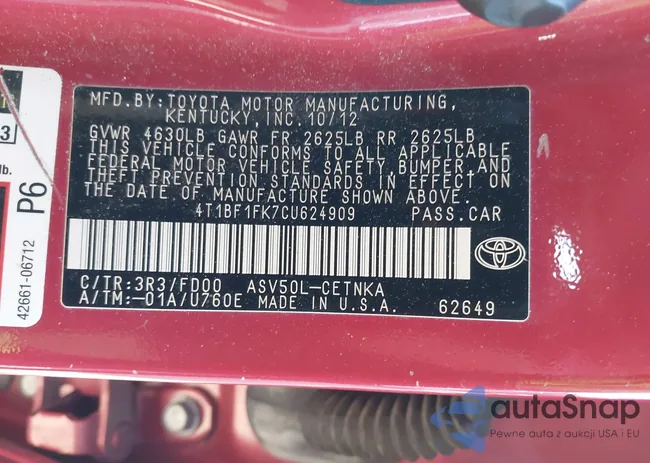 MFD.BY:TOYOTA MOTOR MANUFACTURING,
KENTUCKY, INC. 10/12
GVWR 4630LB GAWR FR 2625LB RR 2625LB
THIS VEHICLE CONFORMS TO ALL APPLICABLE
FEDERAL MOTOR VEHICLE SAFETY, BUMPER, AND
THEFT PREVENTION STANDARDS IN EFFECT ON
THE DATE OF MANUFACTURE SHOWN ABOVE.
4T1BF1FK7CU624909 PASS.CAR
C/TR:3R3/FD00 ASV50L-CETNKA
A/TM:-01A/U760E MADE IN U.S.A. 62649
3
lb.
P6
42661-06712
autaSnap
Pewne auta z aukcji USA i EU